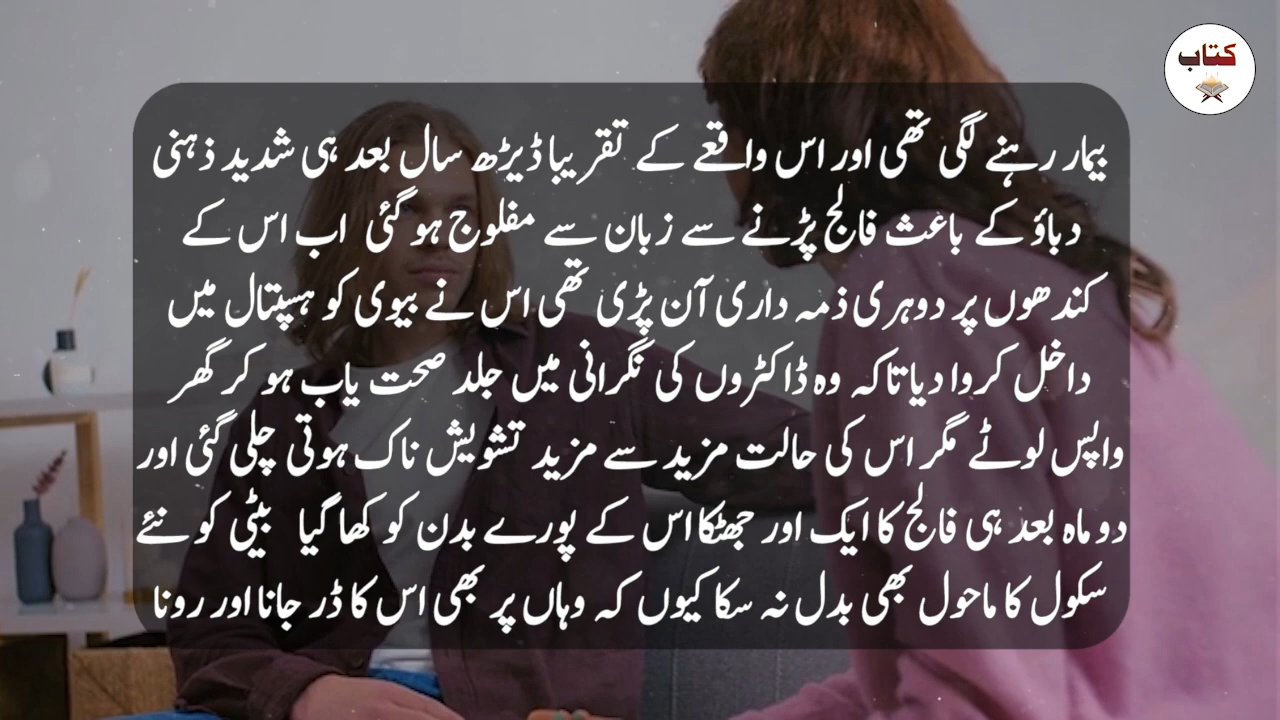 کتاب
بیمار رہنے لگی تھی اور اس واقعے کے تقریبا ڈیڑھ سال بعد ہی شدید ذہنی
دباؤ کے باعث فالج پڑنے سے زبان سے مفلوج ہو گئی اب اس کے
کندھوں پر دوہری ذمہ داری آن پڑی تھی اس نے بیوی کو ہسپتال میں
داخل کروا دیا تاکہ وہ ڈاکٹروں کی نگرانی میں جلد صحت یاب ہو کر گھر
واپس لوٹے مگر اس کی حالت مزید سے مزید تشویش ناک ہوتی چلی گئی اور
دو ماہ بعد ہی فالج کا ایک اور جھٹکا اس کے پورے بدن کو کھا گیا بیٹی کو نئے
سکول کا ماحول بھی بدل نہ سکا کیوں کہ وہاں پر بھی اس کا ڈر جانا اور رونا